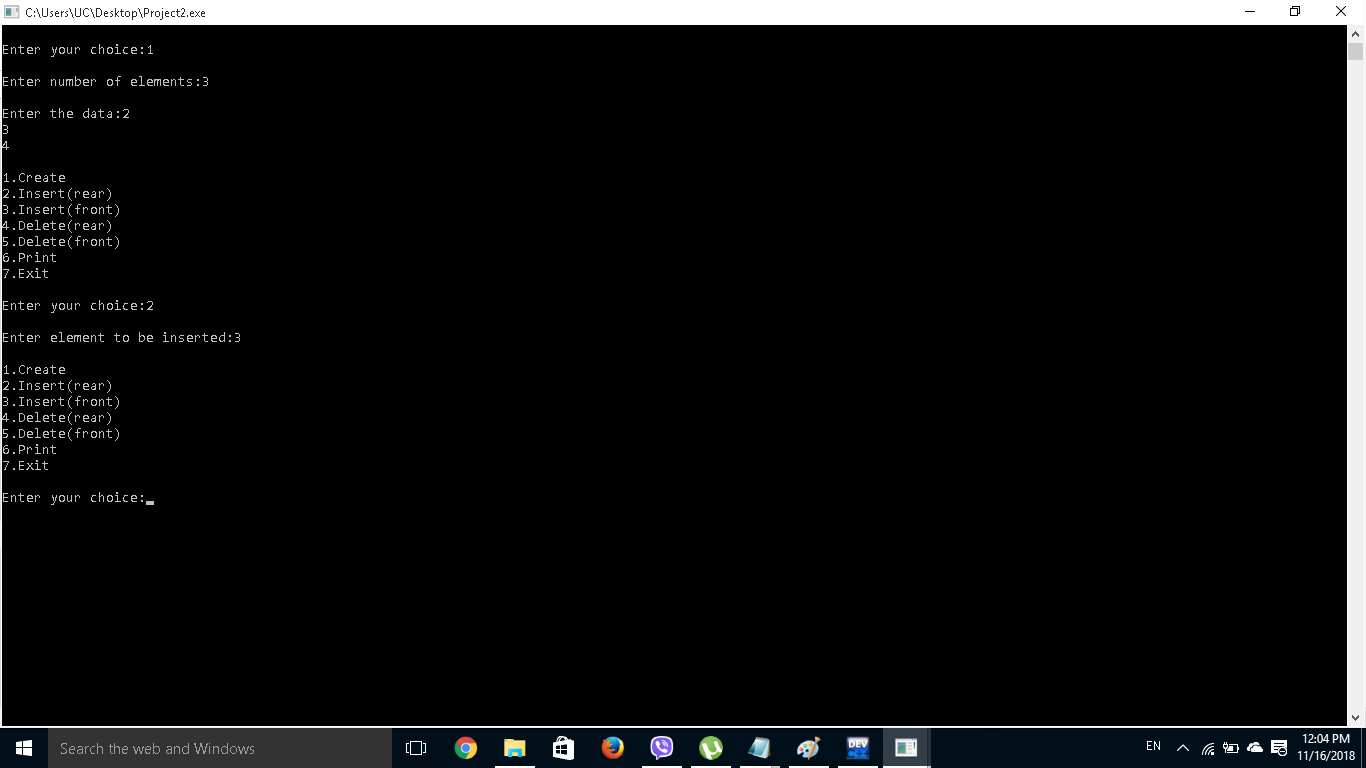 C:\Users\UC\Desktop\Project2.exe
Enter your choice:1
Enter number of elements:3
Enter the data:2
3
4
1.Create
2.Insert(rear)
3.Insert(front)
4.Delete(rear)
5.Delete(front)
6.Print
7.Exit
Enter your choice:2
Enter element to be inserted:3
1.Create
2.Insert(rear)
3.Insert(front)
4.Delete(rear)
5.Delete(front)
6.Print
7.Exit
Enter your choice:
Search the web and Windows
DEV
EN
12:04 PM
11/16/2018